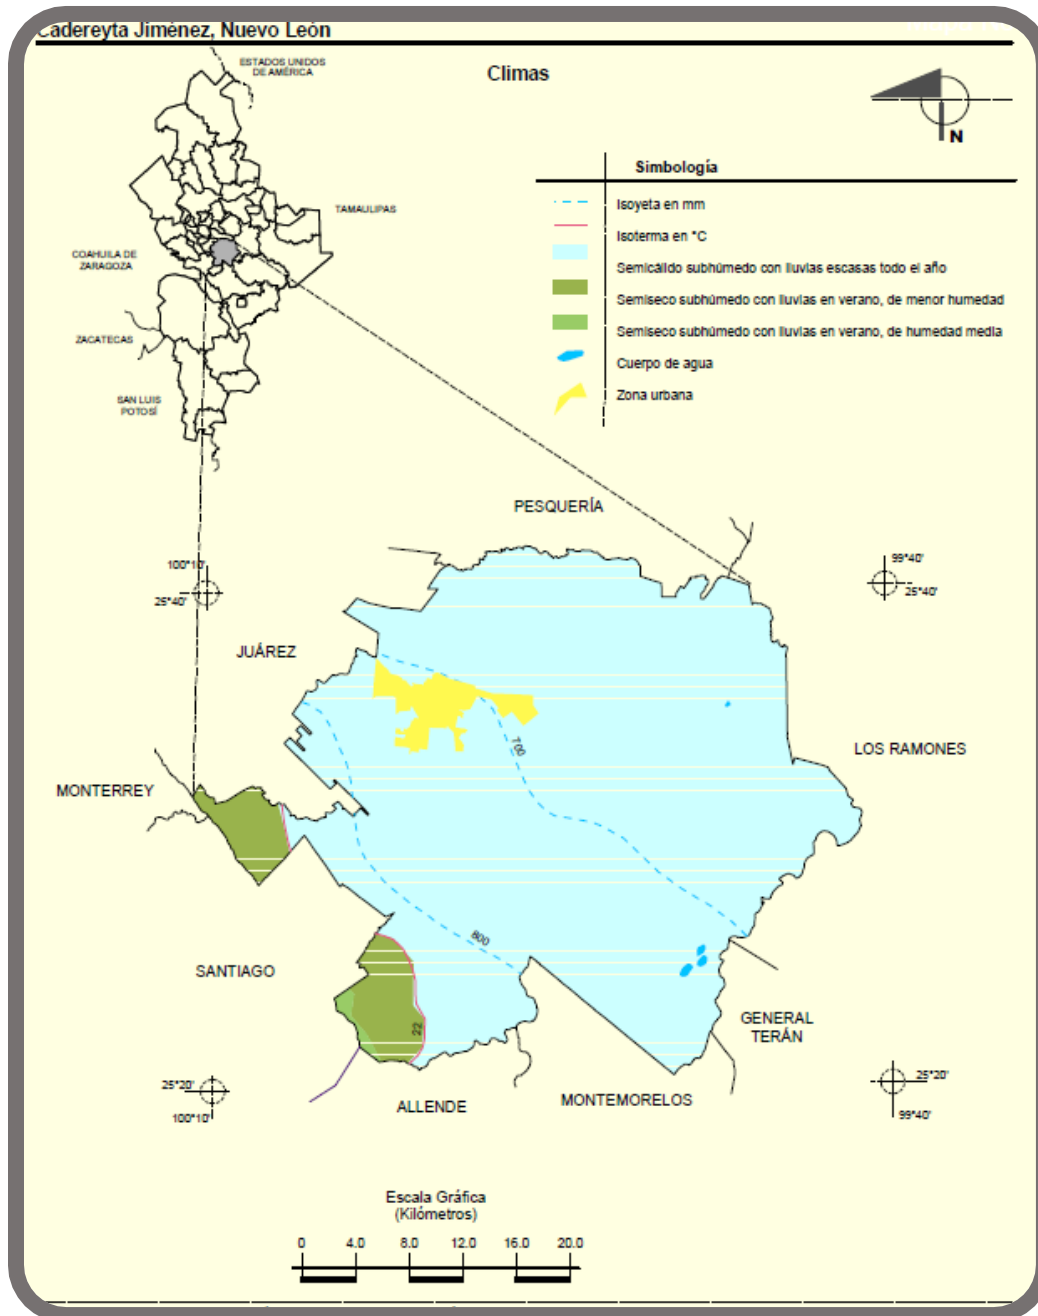 Cadereyta Jiménez, Nuevo León
Climas
ESTADOS UNIDOS
DE AMÉRICA
N
Simbología
Isoyeta en mm
Isoterma en °C
Semicálido subhúmedo con lluvias escasas todo el año
Semiseco subhúmedo con lluvias en verano, de menor humedad
Semiseco subhúmedo con lluvias en verano, de humedad media
Cuerpo de agua
Zona urbana
TAMAULIPAS
COAHUILA DE
ZARAGOZA
ZACATECAS
SAN LUIS
POTOSÍ
PESQUERÍA
100°10'
25°40'
99°40'
25°40'
JUÁREZ
700
LOS RAMONES
MONTERREY
800
SANTIAGO
22
GENERAL
TERÁN
25°20'
100°10'
25°20'
99°40'
ALLENDE
MONTEMORELOS
Escala Gráfica
(Kilómetros)
0 4.0 8.0 12.0 16.0 20.0